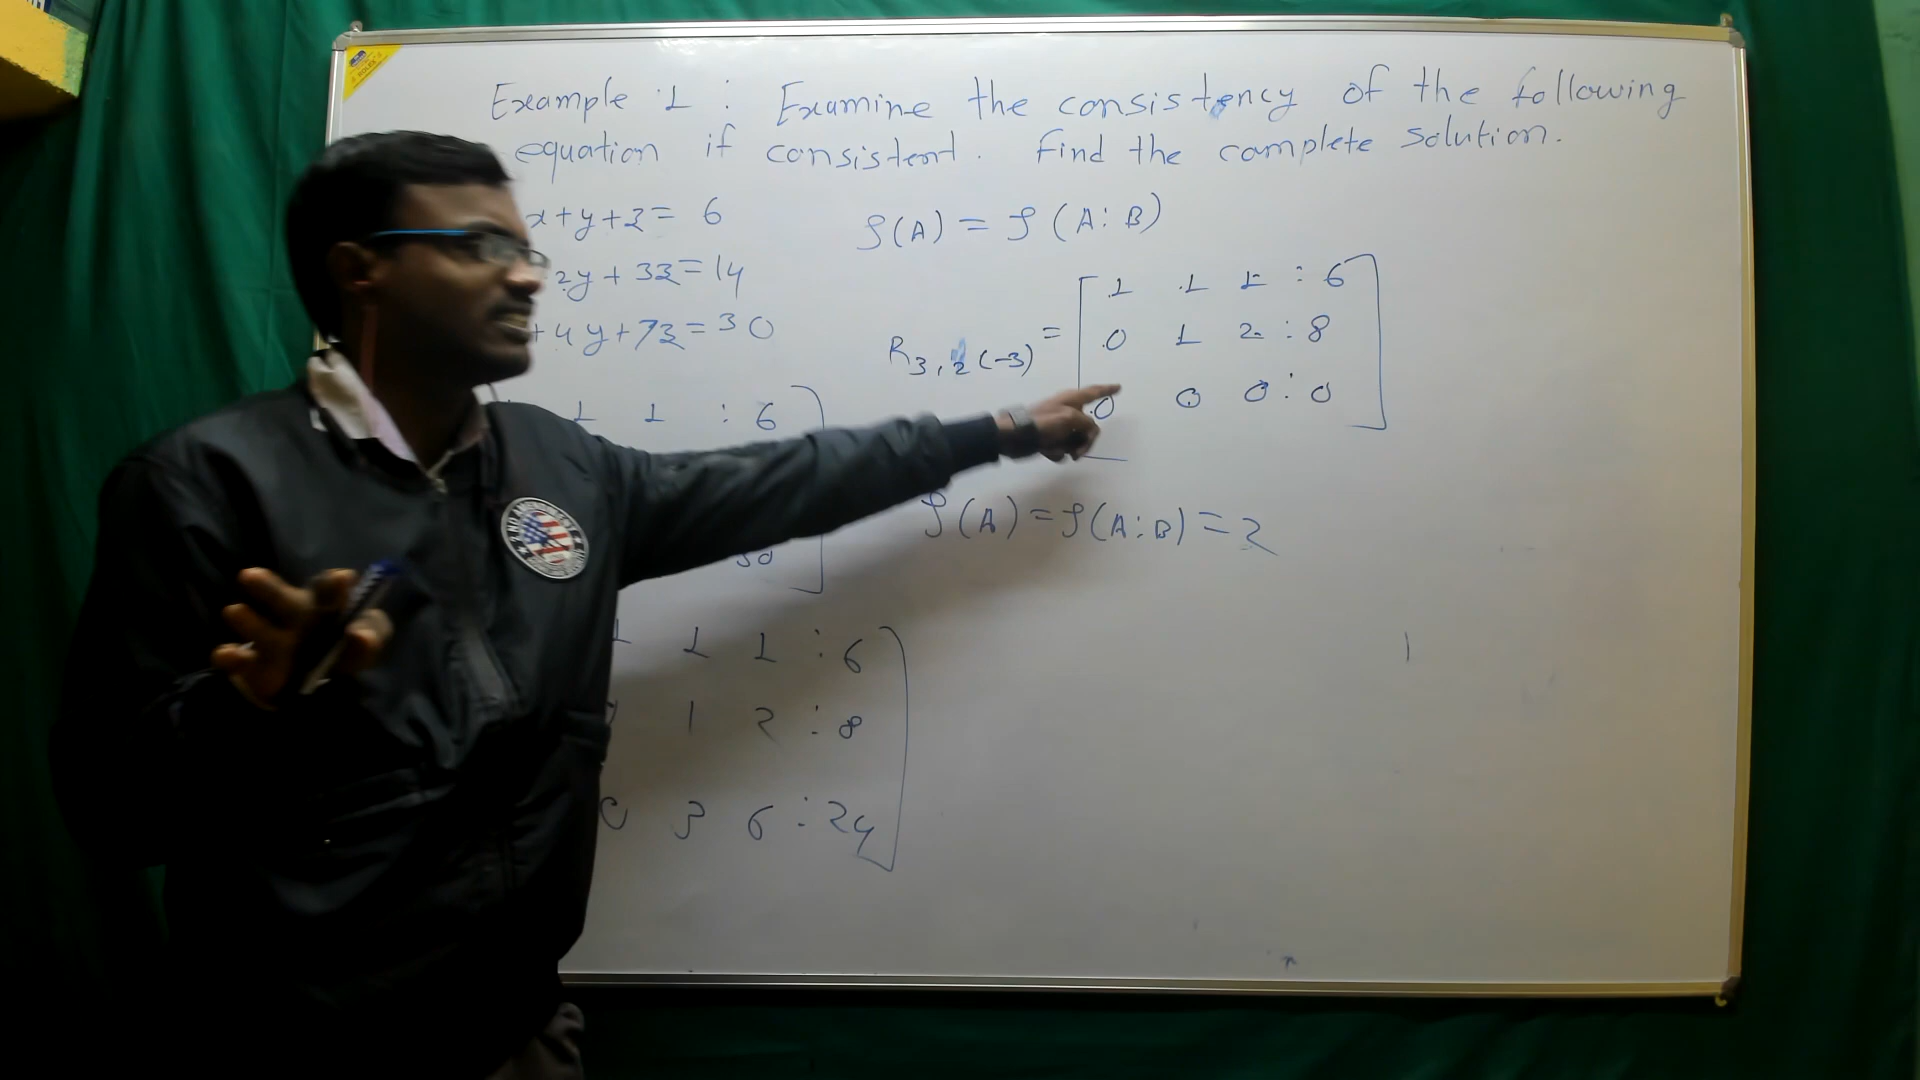 Example 1 : Examine the consistency of the following
equation if consistent. Find the complete solution.
x+y+z= 6
2y+3z=14
+4y+7z=30
1 1 : 6
30
1 1 1 : 6
1 2 : 8
0 3 6 : 24
ρ(A) = ρ(A:B)
R3,2(-3) = [ 1 1 1 : 6
0 1 2 : 8
0 0 0 : 0 ]
ρ(A) = ρ(A:B) = 2